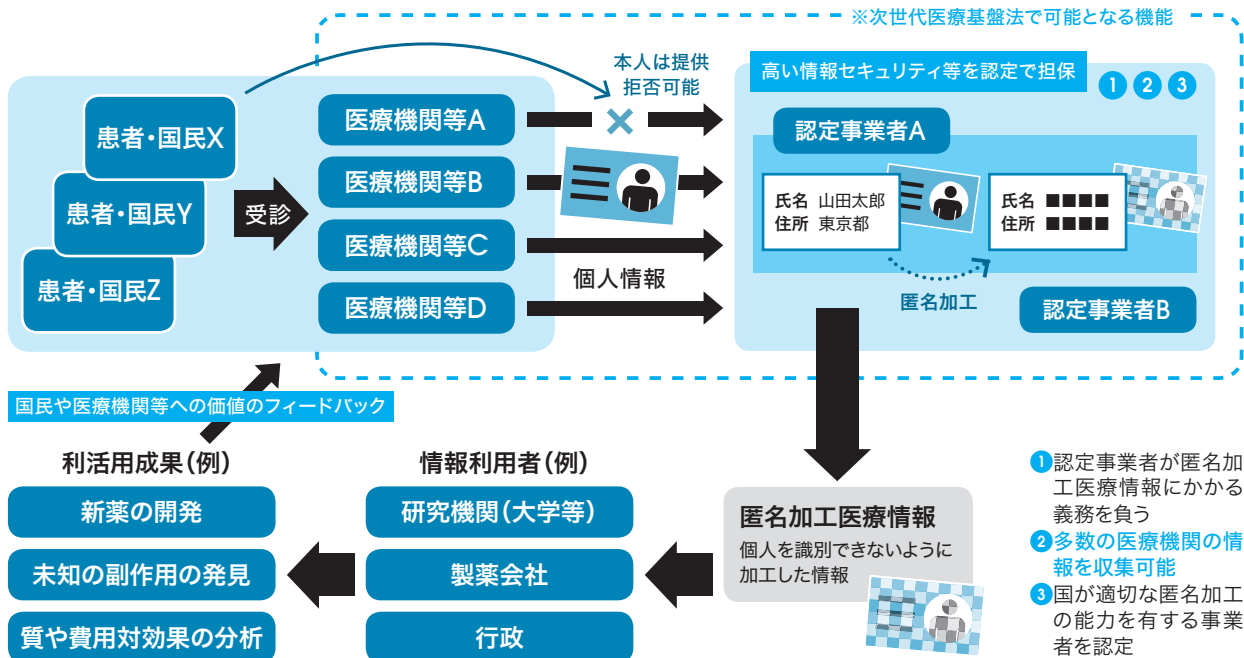 ※次世代医療基盤法で可能となる機能
本人は提供
拒否可能
高い情報セキュリティ等を認定で担保
1 2 3
患者・国民X
患者・国民Y
患者・国民Z
受診
医療機関等A
医療機関等B
医療機関等C
医療機関等D
個人情報
認定事業者A
氏名 山田太郎
住所 東京都
氏名 ■■■■
住所 ■■■■
匿名加工
認定事業者B
国民や医療機関等への価値のフィードバック
利活用成果(例)
新薬の開発
未知の副作用の発見
質や費用対効果の分析
情報利用者(例)
研究機関(大学等)
製薬会社
行政
匿名加工医療情報
個人を識別できないように
加工した情報
1認定事業者が匿名加
工医療情報にかかる
義務を負う
2多数の医療機関の情
報を収集可能
3国が適切な匿名加工
の能力を有する事業
者を認定